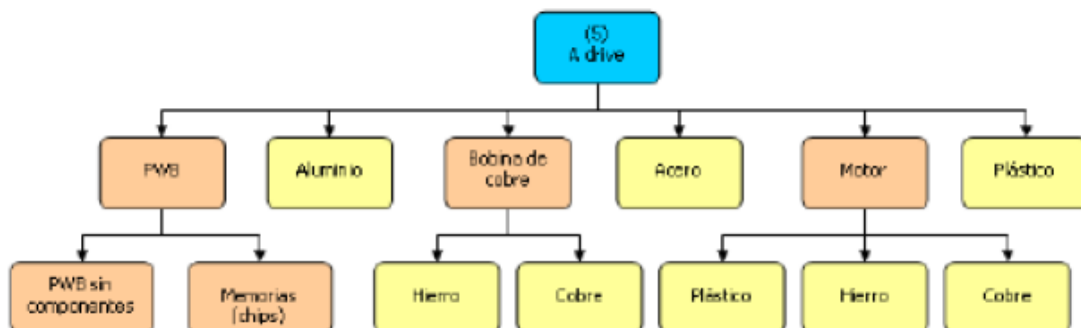 (5)
A drive
PWB
Aluminio
Bobina de
cobre
Acero
Motor
Plástico
PWB sin
componentes
Memorias
(chips)
Hierro
Cobre
Plástico
Hierro
Cobre